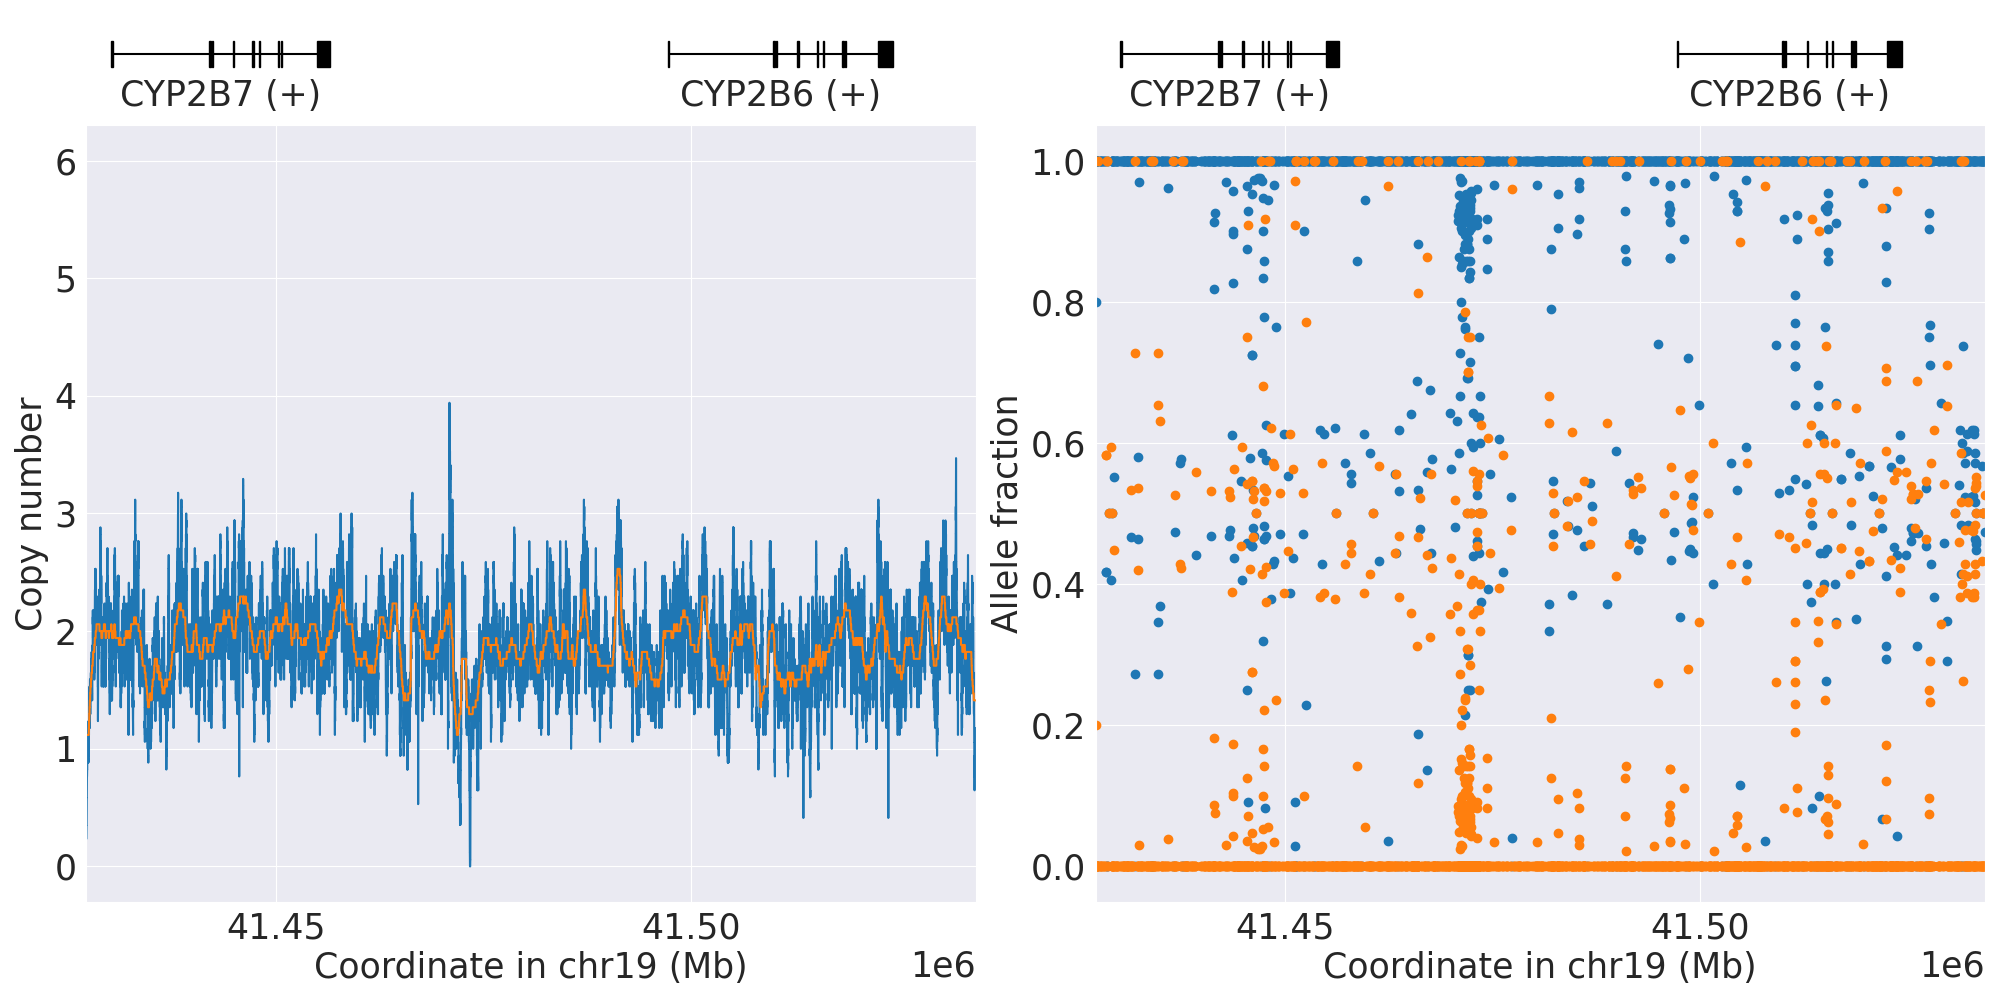 CYP2B7 (+)
CYP2B6 (+)
6
5
4
3
2
1
0
Copy number
41.45
41.50
Coordinate in chr19 (Mb)
1e6
CYP2B7 (+)
CYP2B6 (+)
1.0
0.8
0.6
0.4
0.2
0.0
Allele fraction
41.45
41.50
Coordinate in chr19 (Mb)
1e6